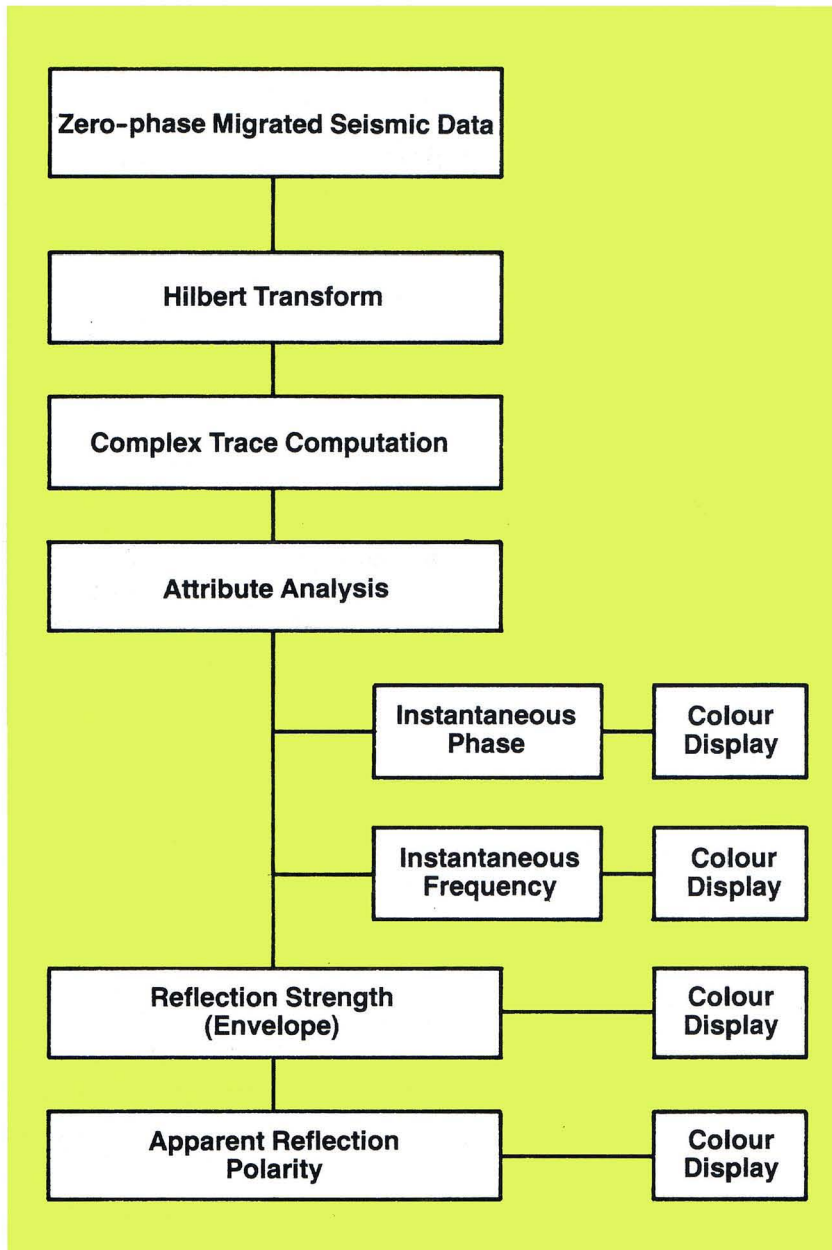 Zero-phase Migrated Seismic Data
Hilbert Transform
Complex Trace Computation
Attribute Analysis
Instantaneous
Phase
Colour
Display
Instantaneous
Frequency
Colour
Display
Reflection Strength
(Envelope)
Colour
Display
Apparent Reflection
Polarity
Colour
Display